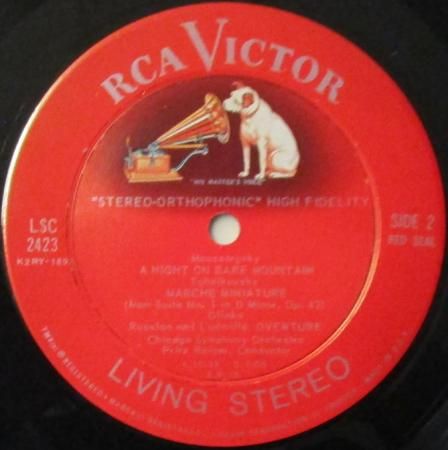 RCA VICTOR
"HIS MASTER'S VOICE"
"STEREO-ORTHOPHONIC" HIGH FIDELITY
LSC
2423
SIDE 2
RED SEAL
Moussorgsky
A NIGHT ON BARE MOUNTAIN
Tchaikovsky
MARCHE MINIATURE
(from Suite No. 1 in D Minor, Op. 43)
Glinka
Russlan and Ludmilla: OVERTURE
Chicago Symphony Orchestra
Fritz Reiner, Conductor
LIVING STEREO